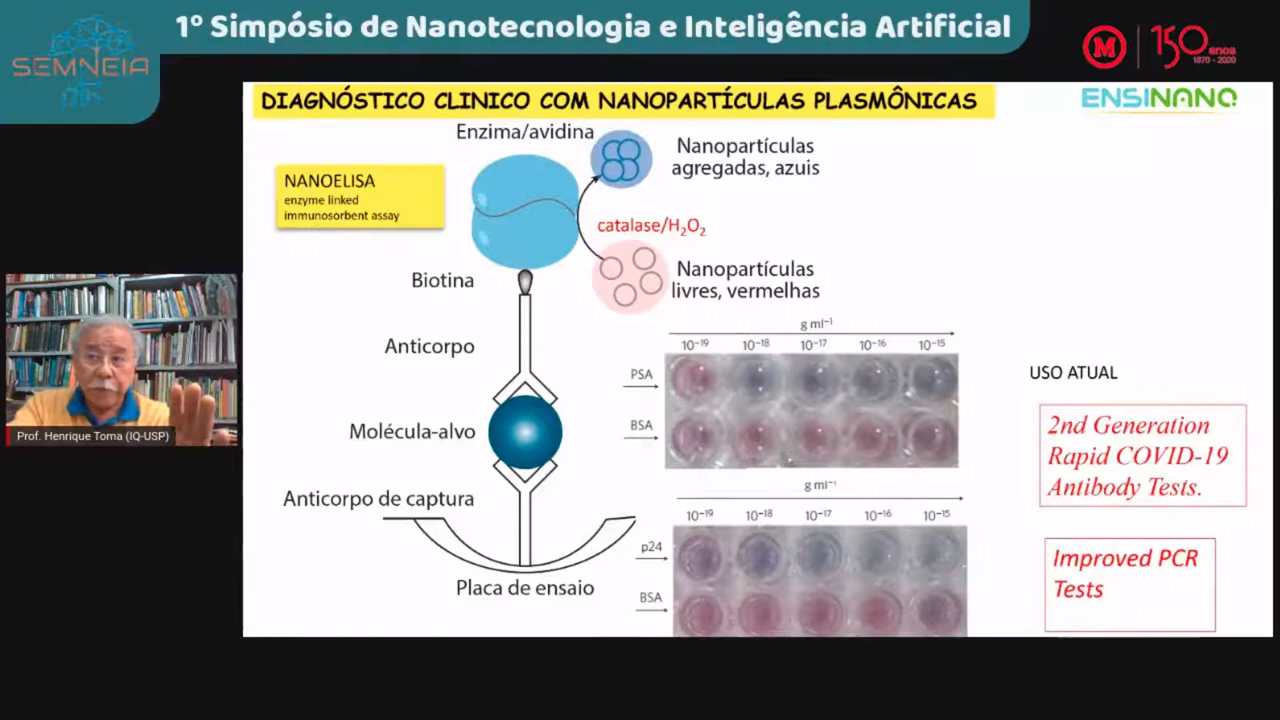 1º Simpósio de Nanotecnologia e Inteligência Artificial
SEMNEIA
M
150 anos
1870 - 2020
ENSINANO
DIAGNÓSTICO CLINICO COM NANOPARTÍCULAS PLASMÔNICAS
Enzima/avidina
Nanopartículas
agregadas, azuis
NANOELISA
enzyme linked
immunosorbent assay
catalase/H₂O₂
Biotina
Nanopartículas
livres, vermelhas
Anticorpo
Molécula-alvo
Anticorpo de captura
Placa de ensaio
g ml⁻¹
10⁻¹⁹ 10⁻¹⁸ 10⁻¹⁷ 10⁻¹⁶ 10⁻¹⁵
PSA
BSA
g ml⁻¹
10⁻¹⁹ 10⁻¹⁸ 10⁻¹⁷ 10⁻¹⁶ 10⁻¹⁵
p24
BSA
USO ATUAL
2nd Generation
Rapid COVID-19
Antibody Tests.
Improved PCR
Tests
Prof. Henrique Toma (IQ-USP)